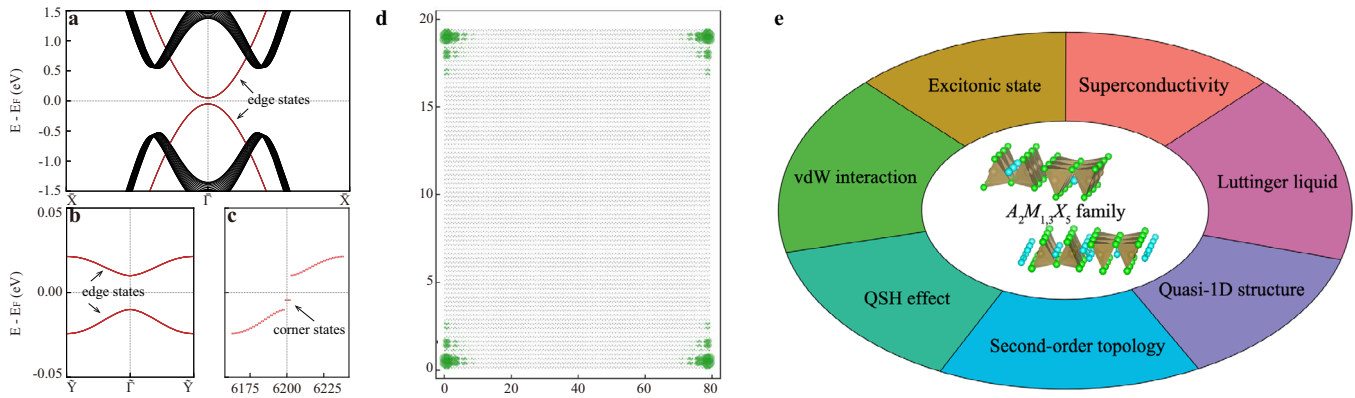 a
E - EF (eV)
1.5
1.0
0.5
0.0
-0.5
-1.0
-1.5
edge states
X̃
Γ̃
X̃
b
E - EF (eV)
0.05
0.00
-0.05
edge states
Ỹ
Γ̃
Ỹ
c
corner states
6175
6200
6225
d
20
15
10
5
0
0
20
40
60
80
e
Excitonic state
Superconductivity
vdW interaction
Luttinger liquid
A2M1,3X5 family
QSH effect
Quasi-1D structure
Second-order topology